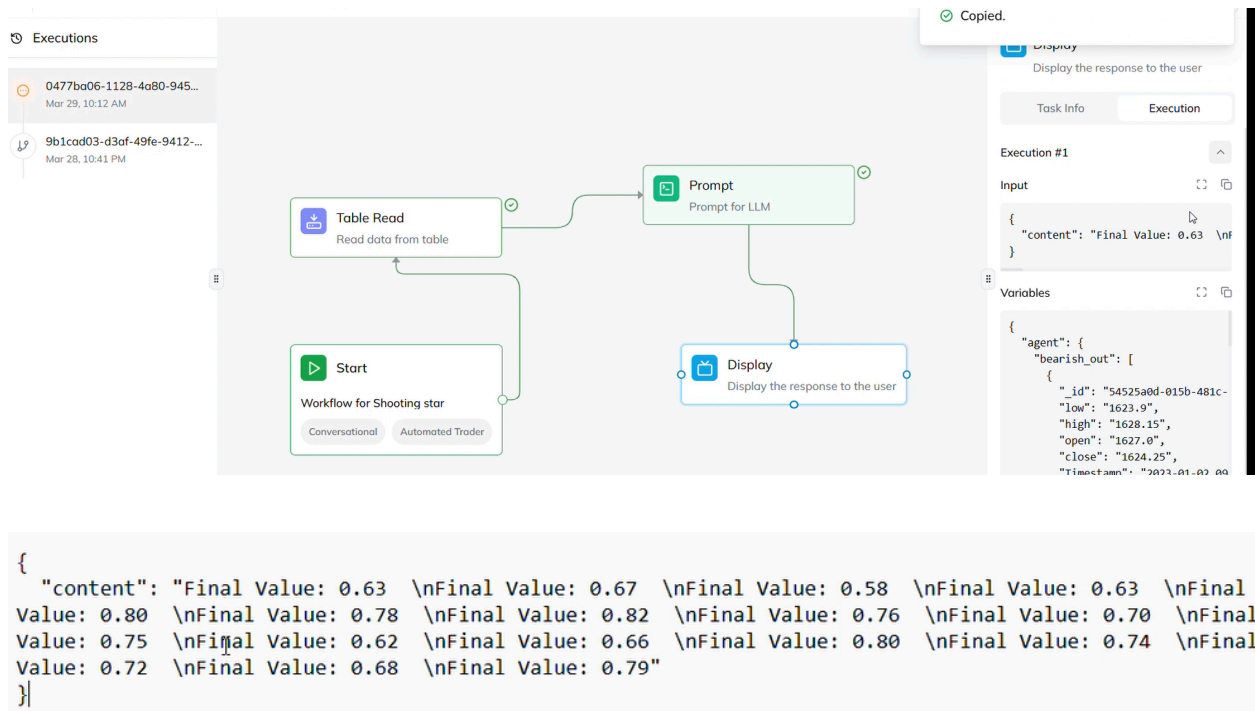 Copied.
Executions
0477ba06-1128-4a80-945...
Mar 29, 10:12 AM
9b1cad03-d3af-49fe-9412-...
Mar 28, 10:41 PM
Table Read
Read data from table
Prompt
Prompt for LLM
Start
Workflow for Shooting star
Conversational
Automated Trader
Display
Display the response to the user
Display
Display the response to the user
Task Info
Execution
Execution #1
Input
{
"content": "Final Value: 0.63 \nF
}
Variables
{
"agent": {
"bearish_out": [
{
"_id": "54525a0d-015b-481c-
"low": "1623.9",
"high": "1628.15",
"open": "1627.0",
"close": "1624.25",
"Timestamp": "2023-01-02 09
{
"content": "Final Value: 0.63 \nFinal Value: 0.67 \nFinal Value: 0.58 \nFinal Value: 0.63 \nFinal
Value: 0.80 \nFinal Value: 0.78 \nFinal Value: 0.82 \nFinal Value: 0.76 \nFinal Value: 0.70 \nFinal
Value: 0.75 \nFinal Value: 0.62 \nFinal Value: 0.66 \nFinal Value: 0.80 \nFinal Value: 0.74 \nFinal
Value: 0.72 \nFinal Value: 0.68 \nFinal Value: 0.79"
}